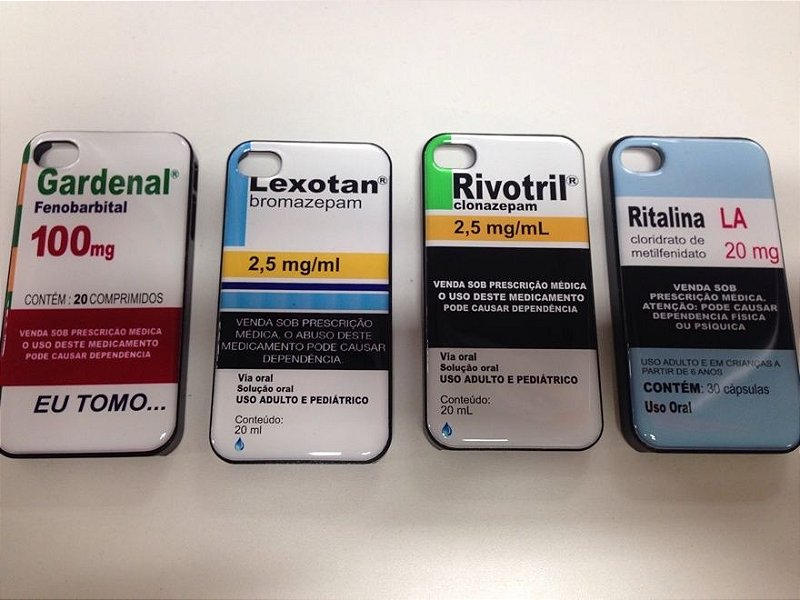 Gardenal®
Fenobarbital
100mg
CONTÉM : 20 COMPRIMIDOS
VENDA SOB PRESCRICÃO MÉDICA
O USO DESTE MEDICAMENTO
PODE CAUSAR DEPENDÊNCIA
EU TOMO...
Lexotan®
bromazepam
2,5 mg/ml
VENDA SOB PRESCRIÇÃO
MÉDICA. O ABUSO DESTE
MEDICAMENTO PODE CAUSAR
DEPENDÊNCIA.
Via oral
Solução oral
USO ADULTO E PEDIÁTRICO
Conteúdo:
20 ml
Rivotril®
clonazepam
2,5 mg/mL
VENDA SOB PRESCRIÇÃO MÉDICA
O USO DESTE MEDICAMENTO
PODE CAUSAR DEPENDÊNCIA
Via oral
Solução oral
USO ADULTO E PEDIÁTRICO
Conteúdo:
20 mL
Ritalina LA
cloridrato de
metilfenidato 20 mg
VENDA SOB
PRESCRIÇÃO MÉDICA.
ATENÇÃO: PODE CAUSAR
DEPENDÊNCIA FÍSICA
OU PSÍQUICA
USO ADULTO E EM CRIANÇAS A
PARTIR DE 6 ANOS
CONTÉM: 30 cápsulas
Uso Oral